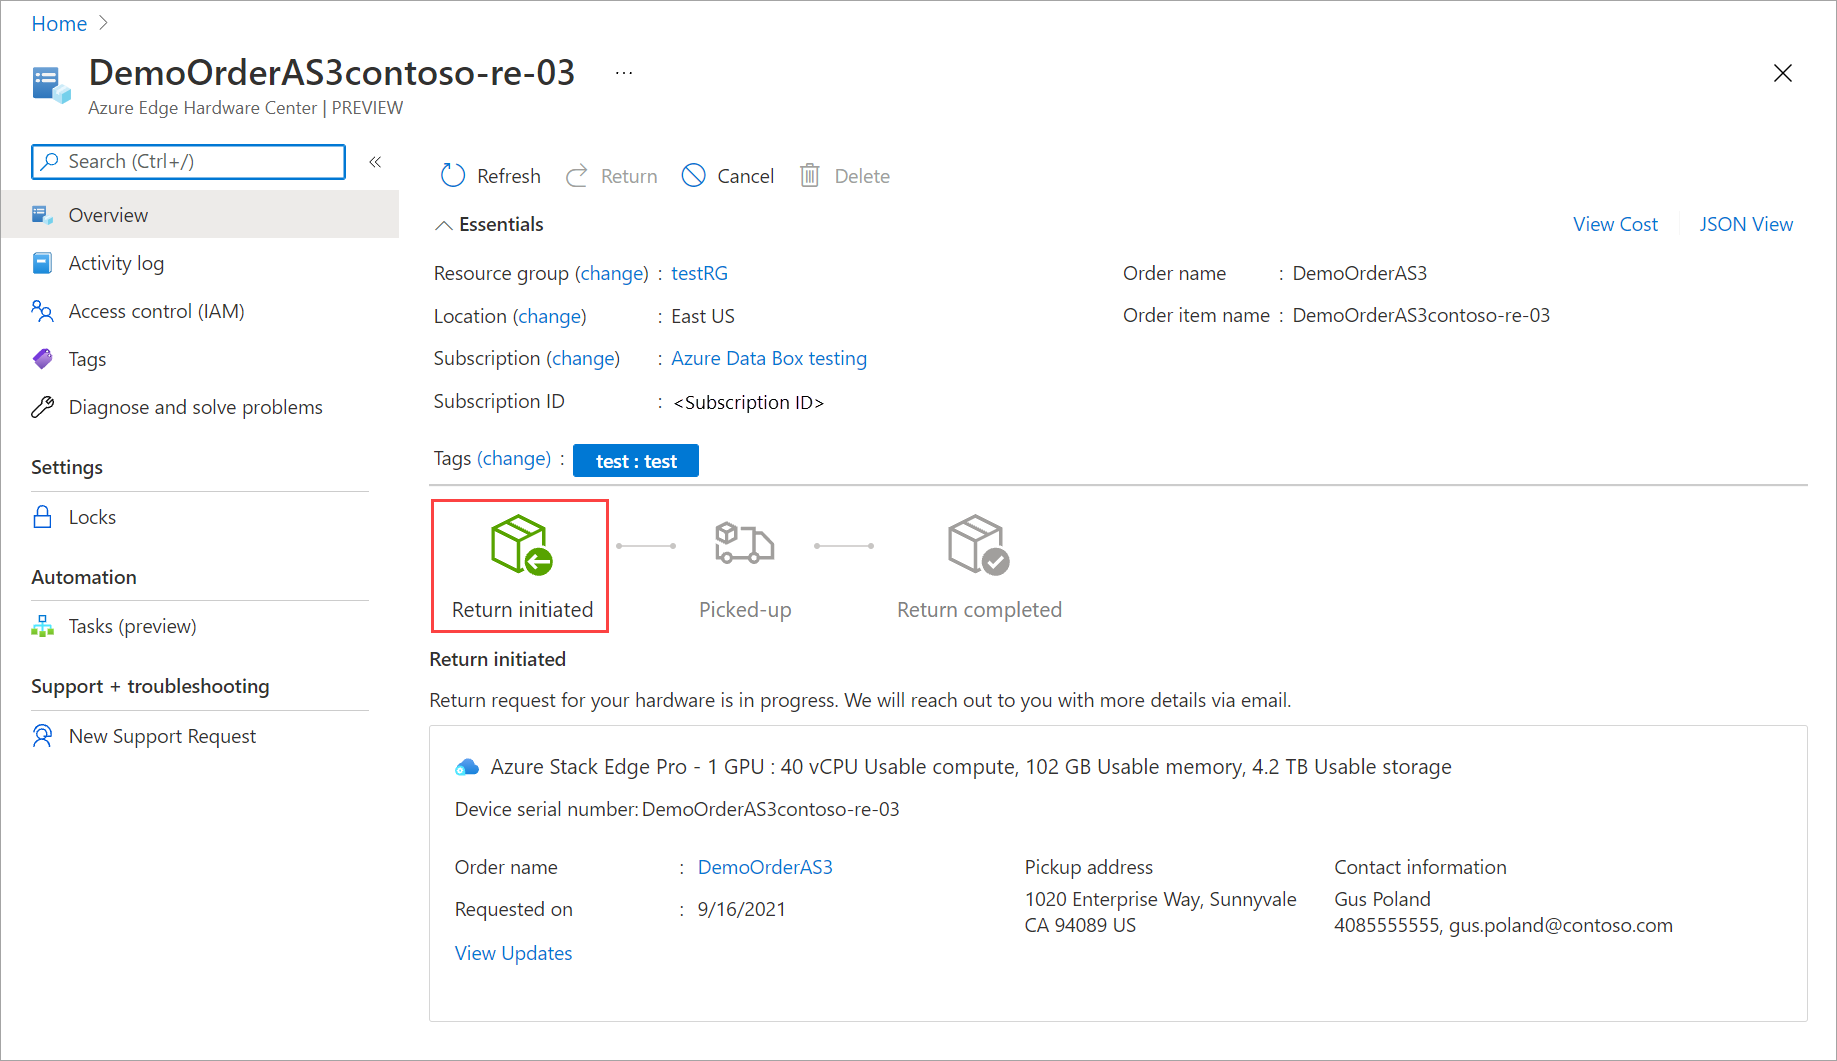 Home >
DemoOrderAS3contoso-re-03 ...
Azure Edge Hardware Center | PREVIEW
Search (Ctrl+/) «
Overview
Activity log
Access control (IAM)
Tags
Diagnose and solve problems
Settings
Locks
Automation
Tasks (preview)
Support + troubleshooting
New Support Request
Refresh Return Cancel Delete
Essentials View Cost JSON View
Resource group (change) : testRG
Location (change) : East US
Subscription (change) : Azure Data Box testing
Subscription ID : <Subscription ID>
Order name : DemoOrderAS3
Order item name : DemoOrderAS3contoso-re-03
Tags (change) : test : test
Return initiated Picked-up Return completed
Return initiated
Return request for your hardware is in progress. We will reach out to you with more details via email.
Azure Stack Edge Pro - 1 GPU : 40 vCPU Usable compute, 102 GB Usable memory, 4.2 TB Usable storage
Device serial number: DemoOrderAS3contoso-re-03
Order name : DemoOrderAS3
Requested on : 9/16/2021
View Updates
Pickup address
1020 Enterprise Way, Sunnyvale
CA 94089 US
Contact information
Gus Poland
4085555555, gus.poland@contoso.com